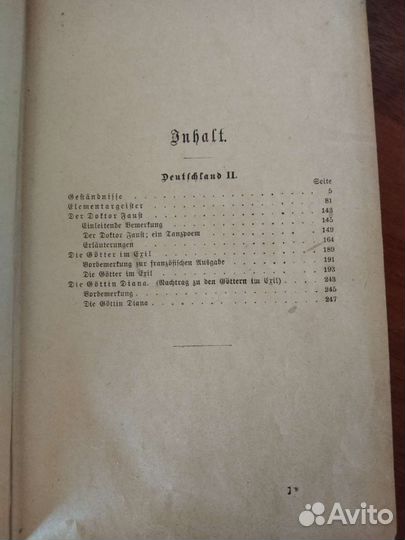 Inhalt.
Deutschland II.
Seite
Geständnisse . . . . . . . . . . 5
Elementargeister . . . . . . . . . . 81
Der Doktor Faust . . . . . . . . . . 143
Einleitende Bemerkung . . . . . . . . . . 145
Der Doktor Faust; ein Tanzpoem . . . . . . . . . . 149
Erläuterungen . . . . . . . . . . 164
Die Götter im Exil . . . . . . . . . . 189
Vorbemerkung zur französischen Ausgabe . . . . . . . . . . 191
Die Götter im Exil . . . . . . . . . . 193
Die Göttin Diana. (Nachtrag zu den Göttern im Exil) . . . . 243
Vorbemerkung . . . . . . . . . . 245
Die Göttin Diana . . . . . . . . . . 247
1*
Avito